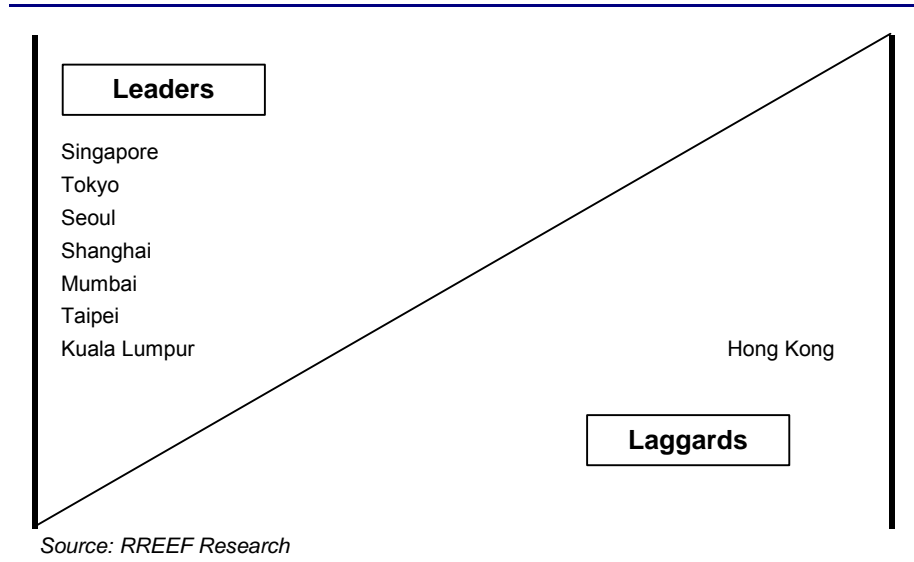 Leaders
Singapore
Tokyo
Seoul
Shanghai
Mumbai
Taipei
Kuala Lumpur
Hong Kong
Laggards
Source: RREEF Research